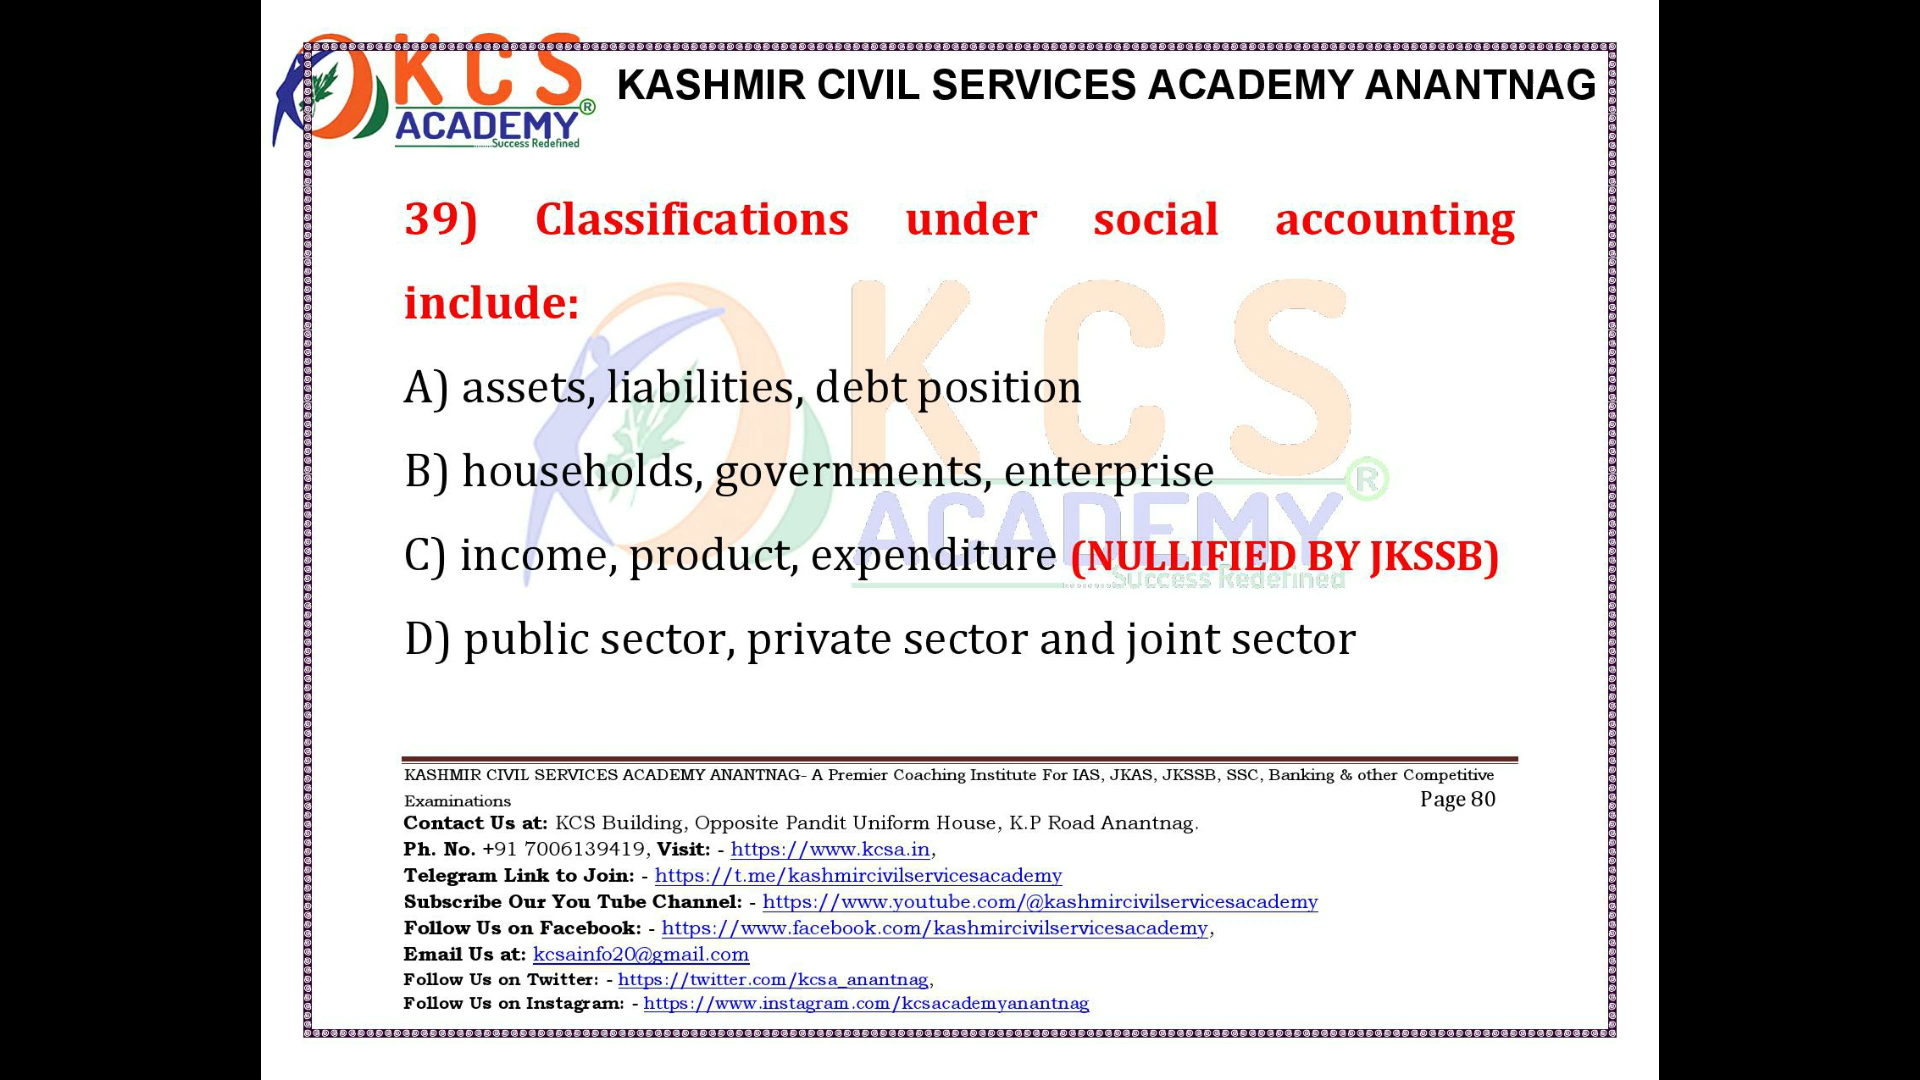 KCS
ACADEMY®
Success Redefined
KASHMIR CIVIL SERVICES ACADEMY ANANTNAG
39) Classifications under social accounting
include:
A) assets, liabilities, debt position
B) households, governments, enterprise
C) income, product, expenditure (NULLIFIED BY JKSSB)
D) public sector, private sector and joint sector
KCS
ACADEMY®
Success Redefined
KASHMIR CIVIL SERVICES ACADEMY ANANTNAG- A Premier Coaching Institute For IAS, JKAS, JKSSB, SSC, Banking & other Competitive
Examinations Page 80
Contact Us at: KCS Building, Opposite Pandit Uniform House, K.P Road Anantnag.
Ph. No. +91 7006139419, Visit: - https://www.kcsa.in,
Telegram Link to Join: - https://t.me/kashmircivilservicesacademy
Subscribe Our You Tube Channel: - https://www.youtube.com/@kashmircivilservicesacademy
Follow Us on Facebook: - https://www.facebook.com/kashmircivilservicesacademy,
Email Us at: kcsainfo20@gmail.com
Follow Us on Twitter: - https://twitter.com/kcsa_anantnag,
Follow Us on Instagram: - https://www.instagram.com/kcsacademyanantnag